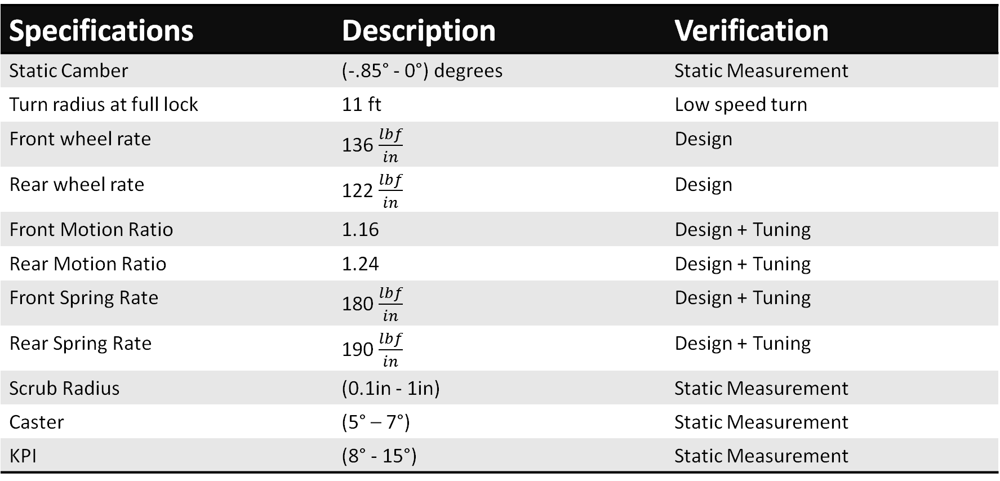 Specifications Description Verification
Static Camber (-.85° - 0°) degrees Static Measurement
Turn radius at full lock 11 ft Low speed turn
Front wheel rate 136 lbf/in Design
Rear wheel rate 122 lbf/in Design
Front Motion Ratio 1.16 Design + Tuning
Rear Motion Ratio 1.24 Design + Tuning
Front Spring Rate 180 lbf/in Design + Tuning
Rear Spring Rate 190 lbf/in Design + Tuning
Scrub Radius (0.1in - 1in) Static Measurement
Caster (5° – 7°) Static Measurement
KPI (8° - 15°) Static Measurement